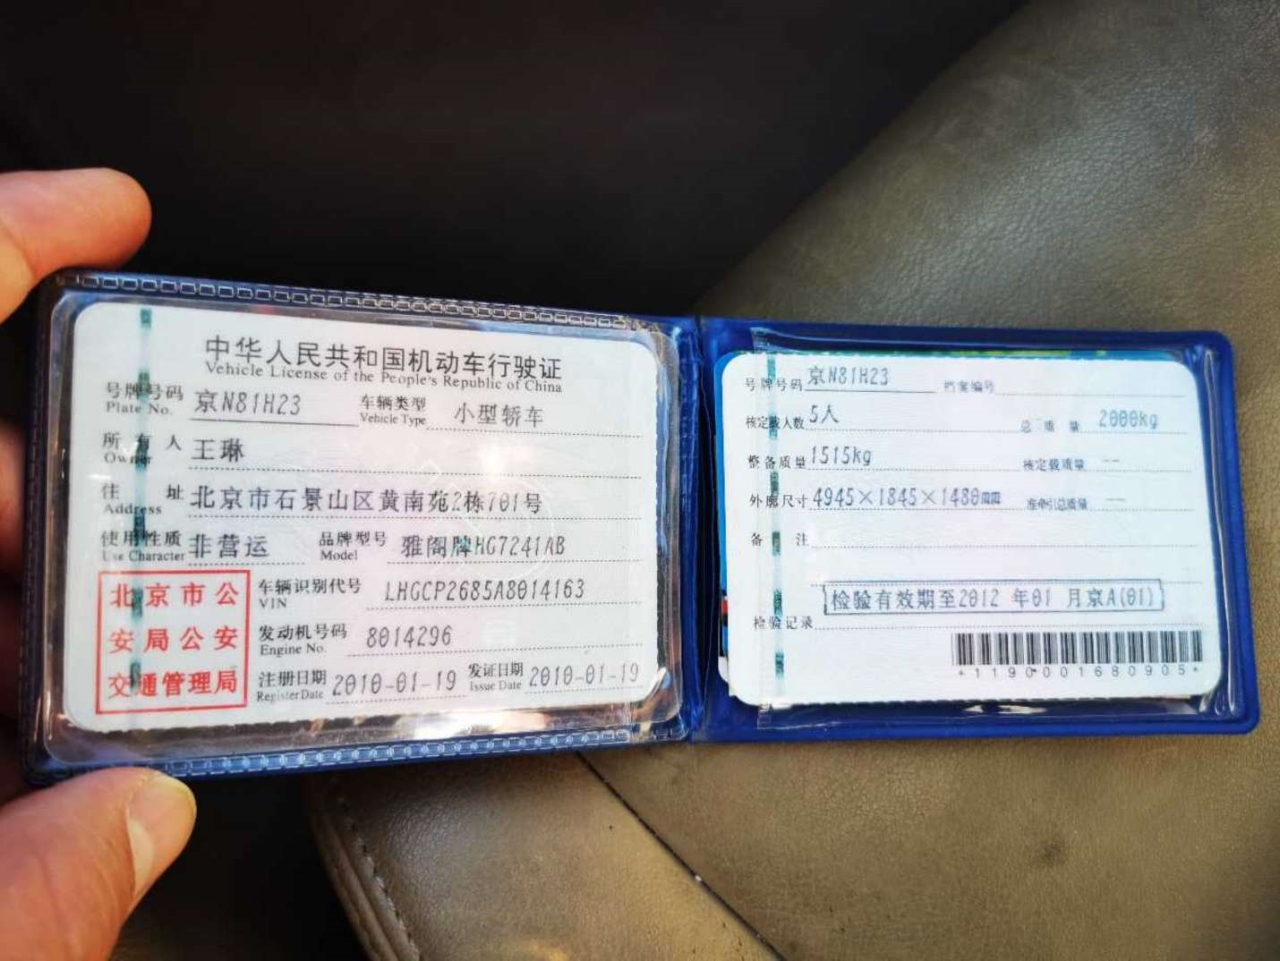 中华人民共和国机动车行驶证
Vehicle License of the People's Republic of China
号牌号码 京N81H23 车辆类型 小型轿车
Plate No. Vehicle Type
所有人 王琳
Owner
住址 北京市石景山区黄南苑2栋701号
Address
使用性质 非营运 品牌型号 雅阁牌HG7241AB
Use Character Model
北京市公
安局公安
交通管理局
车辆识别代号 LHGCP2685A8014163
VIN
发动机号码 8014296
Engine No.
注册日期 2010-01-19 发证日期 2010-01-19
Register Date Issue Date
号牌号码 京N81H23 档案编号
核定载人数 5人 总质量 2000kg
整备质量 1515kg 核定载质量 --
外廓尺寸 4945×1845×1480mm 准牵引总质量 --
备注
检验有效期至2012 年01 月京A(01)
检验记录
*1190001680905*